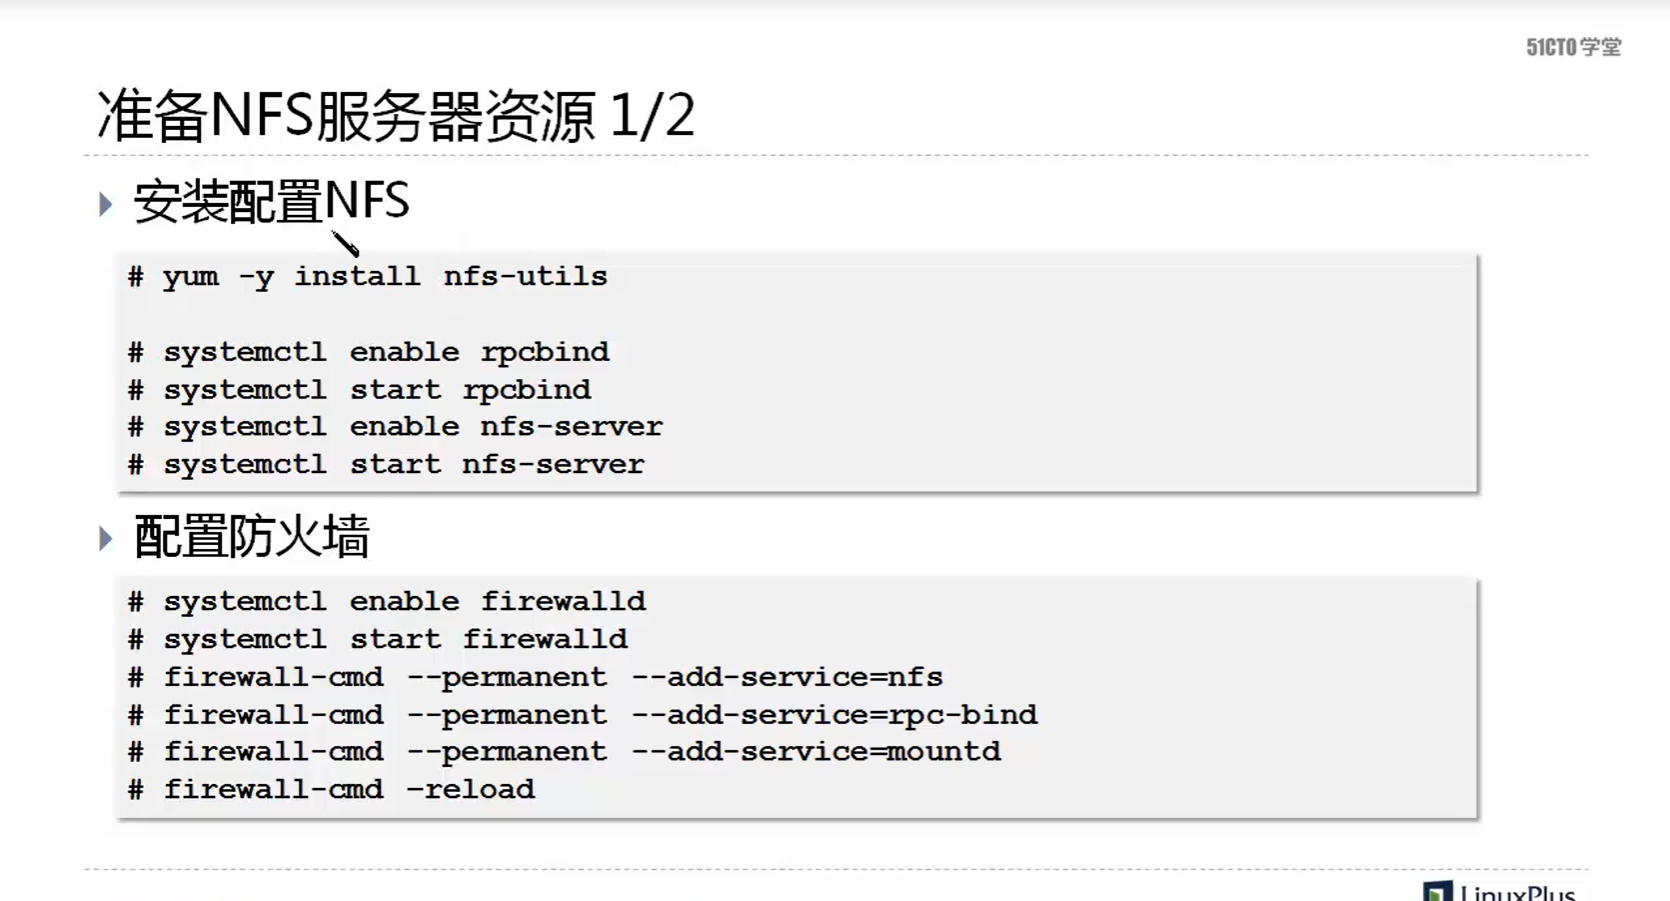 51CTO学堂
准备NFS服务器资源 1/2
安装配置NFS
# yum -y install nfs-utils
# systemctl enable rpcbind
# systemctl start rpcbind
# systemctl enable nfs-server
# systemctl start nfs-server
配置防火墙
# systemctl enable firewalld
# systemctl start firewalld
# firewall-cmd --permanent --add-service=nfs
# firewall-cmd --permanent --add-service=rpc-bind
# firewall-cmd --permanent --add-service=mountd
# firewall-cmd –reload
LinuxPlus